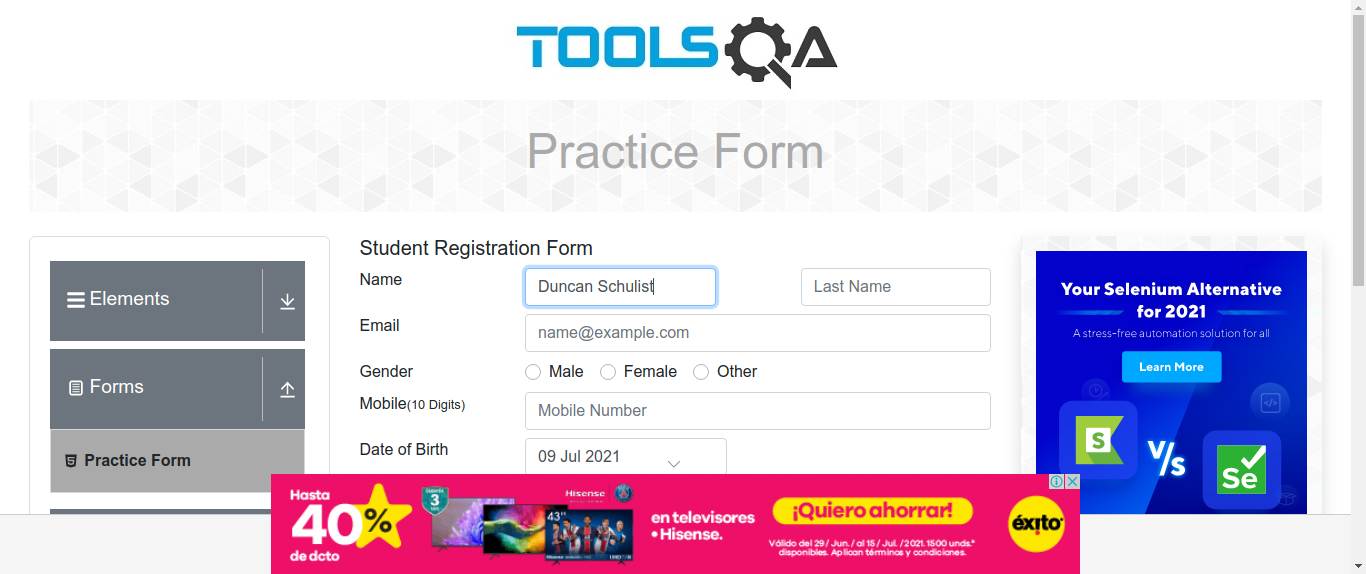 TOOLSQA
Practice Form
Elements
Forms
Practice Form
Student Registration Form
Name
Duncan Schulist
Last Name
Email
name@example.com
Gender
Male
Female
Other
Mobile(10 Digits)
Mobile Number
Date of Birth
09 Jul 2021
Your Selenium Alternative
for 2021
A stress-free automation solution for all
Learn More
S
V/s
Se
Hasta
40%
de dcto
3
Hisense
43"
en televisores
•Hisense.
¡Quiero ahorrar!
Válido del 29 / Jun. / al 15 / Jul. / 2021. 1500 unds.*
disponibles. Aplican términos y condiciones.
éxito